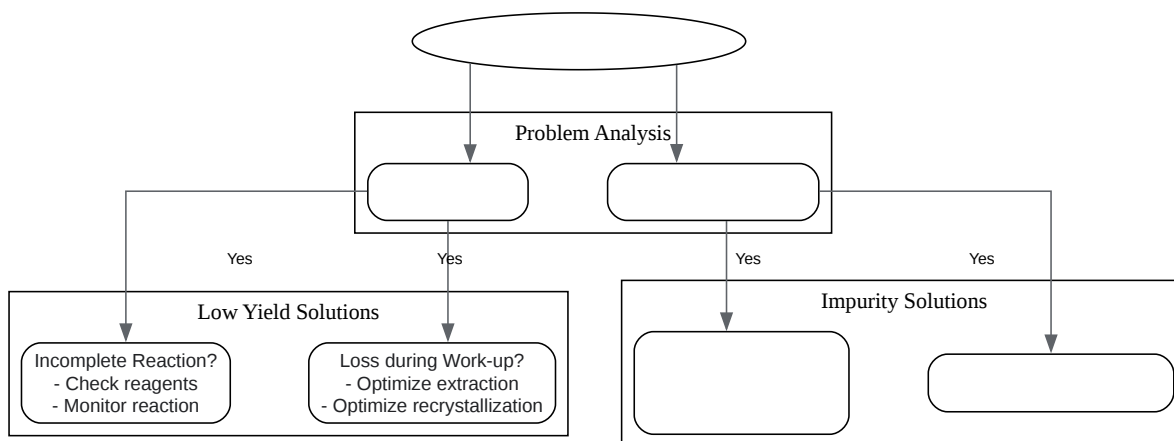 Problem Analysis
Yes
Yes
Yes
Yes
Low Yield Solutions
Impurity Solutions
Incomplete Reaction?
- Check reagents
- Monitor reaction
Loss during Work-up?
- Optimize extraction
- Optimize recrystallization